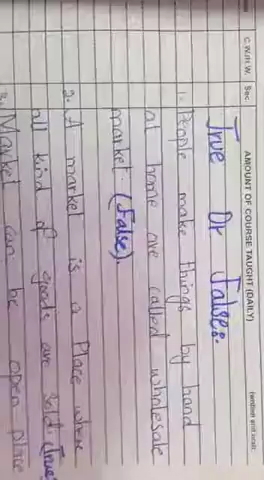 C.W./H.W. Sec AMOUNT OF COURSE TAUGHT (DAILY)
True Or False:
1. People make things by hand
at home are called wholesale
market. (False).
2. A market is a Place where
all kind of goods are Sold. (True)
3. Market can be open place